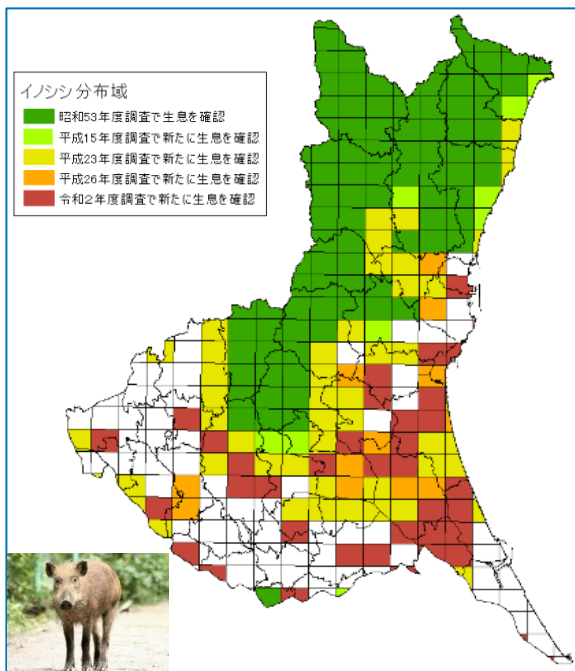 イノシシ分布域
昭和53年度調査で生息を確認
平成15年度調査で新たに生息を確認
平成23年度調査で新たに生息を確認
平成26年度調査で新たに生息を確認
令和2年度調査で新たに生息を確認